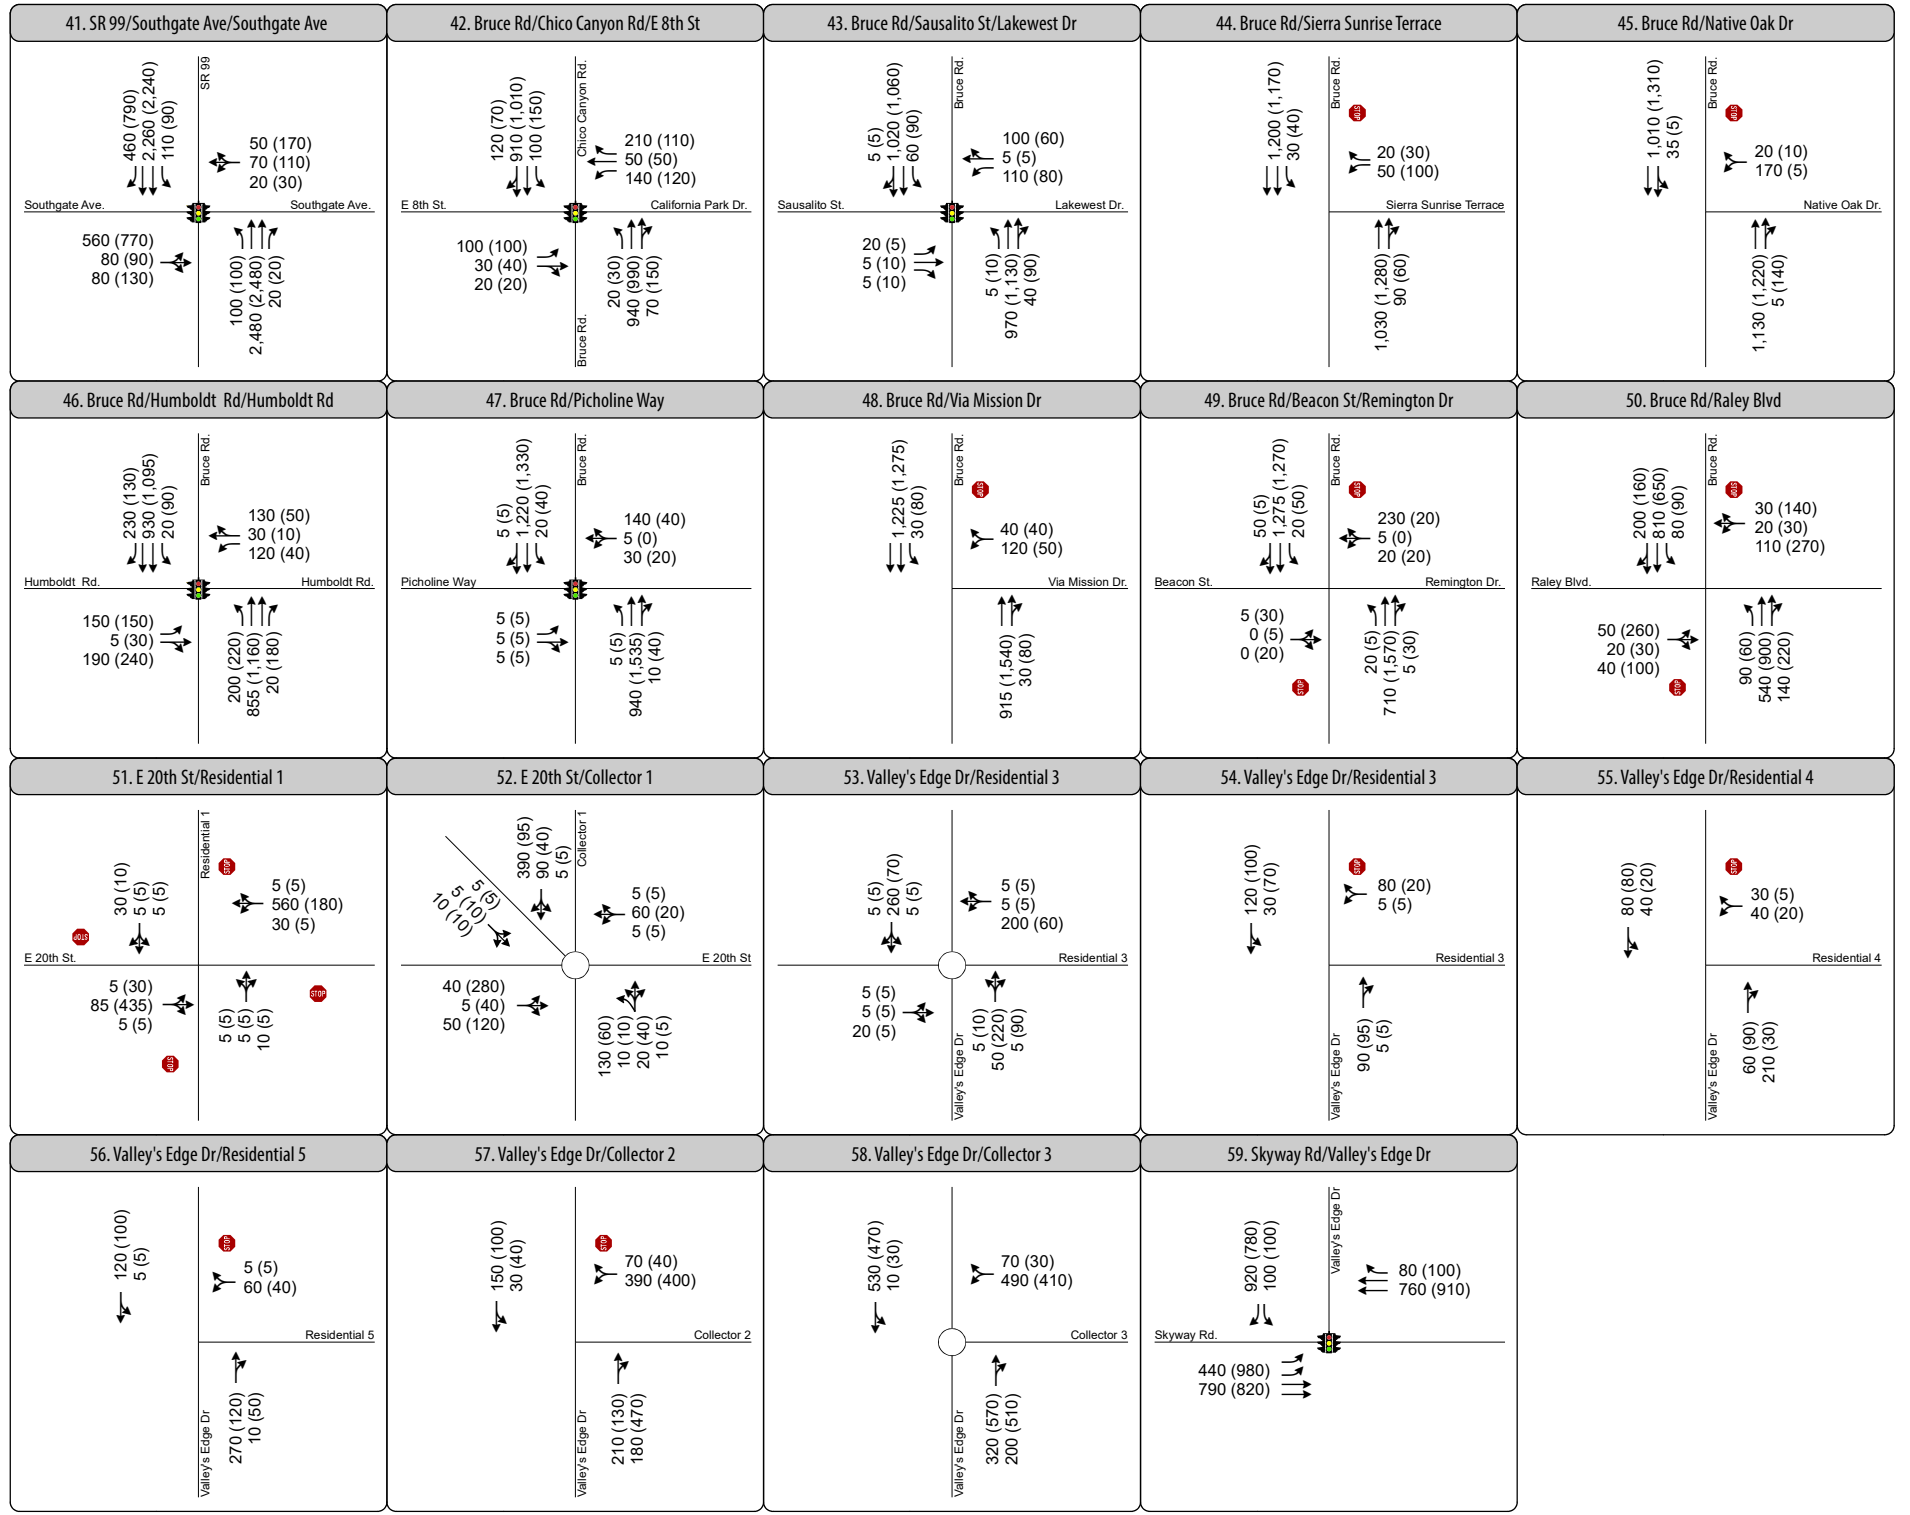 41. SR 99/Southgate Ave/Southgate Ave
460 (790)
2,260 (2,240)
110 (90)
SR 99
50 (170)
70 (110)
20 (30)
Southgate Ave.
Southgate Ave.
560 (770)
80 (90)
80 (130)
100 (100)
2,480 (2,480)
20 (20)
42. Bruce Rd/Chico Canyon Rd/E 8th St
120 (70)
910 (1,010)
100 (150)
Chico Canyon Rd.
210 (110)
50 (50)
140 (120)
E 8th St.
California Park Dr.
100 (100)
30 (40)
20 (20)
Bruce Rd.
20 (30)
940 (990)
70 (150)
43. Bruce Rd/Sausalito St/Lakewest Dr
5 (5)
1,020 (1,060)
60 (90)
Bruce Rd.
100 (60)
5 (5)
110 (80)
Sausalito St.
Lakewest Dr.
20 (5)
5 (10)
5 (10)
5 (10)
970 (1,130)
40 (90)
44. Bruce Rd/Sierra Sunrise Terrace
1,200 (1,170)
30 (40)
Bruce Rd.
STOP
20 (30)
50 (100)
Sierra Sunrise Terrace
1,030 (1,280)
90 (60)
45. Bruce Rd/Native Oak Dr
1,010 (1,310)
35 (5)
Bruce Rd.
STOP
20 (10)
170 (5)
Native Oak Dr.
1,130 (1,220)
5 (140)
46. Bruce Rd/Humboldt Rd/Humboldt Rd
230 (130)
930 (1,095)
20 (90)
Bruce Rd.
130 (50)
30 (10)
120 (40)
Humboldt Rd.
Humboldt Rd.
150 (150)
5 (30)
190 (240)
200 (220)
855 (1,160)
20 (180)
47. Bruce Rd/Picholine Way
5 (5)
1,220 (1,330)
20 (40)
Bruce Rd.
140 (40)
5 (0)
30 (20)
Picholine Way
5 (5)
5 (5)
5 (5)
5 (5)
940 (1,535)
10 (40)
48. Bruce Rd/Via Mission Dr
1,225 (1,275)
30 (80)
Bruce Rd.
STOP
40 (40)
120 (50)
Via Mission Dr.
915 (1,540)
30 (80)
49. Bruce Rd/Beacon St/Remington Dr
50 (5)
1,275 (1,270)
20 (50)
Bruce Rd.
STOP
230 (20)
5 (0)
20 (20)
Beacon St.
Remington Dr.
5 (30)
0 (5)
0 (20)
STOP
20 (5)
710 (1,570)
5 (30)
50. Bruce Rd/Raley Blvd
200 (160)
810 (650)
80 (90)
Bruce Rd.
STOP
30 (140)
20 (30)
110 (270)
Raley Blvd.
50 (260)
20 (30)
40 (100)
STOP
90 (60)
540 (900)
140 (220)
51. E 20th St/Residential 1
30 (10)
5 (5)
5 (5)
Residential 1
STOP
5 (5)
560 (180)
30 (5)
STOP
E 20th St.
5 (30)
85 (435)
5 (5)
STOP
5 (5)
5 (5)
10 (5)
STOP
52. E 20th St/Collector 1
5 (5)
5 (10)
10 (10)
390 (95)
90 (40)
5 (5)
Collector 1
5 (5)
60 (20)
5 (5)
E 20th St
40 (280)
5 (40)
50 (120)
130 (60)
10 (10)
20 (40)
10 (5)
53. Valley's Edge Dr/Residential 3
5 (5)
260 (70)
5 (5)
5 (5)
5 (5)
200 (60)
Residential 3
5 (5)
5 (5)
20 (5)
Valley's Edge Dr
5 (10)
50 (220)
5 (90)
54. Valley's Edge Dr/Residential 3
120 (100)
30 (70)
STOP
80 (20)
5 (5)
Residential 3
Valley's Edge Dr
90 (95)
5 (5)
55. Valley's Edge Dr/Residential 4
80 (80)
40 (20)
STOP
30 (5)
40 (20)
Residential 4
Valley's Edge Dr
60 (90)
210 (30)
56. Valley's Edge Dr/Residential 5
120 (100)
5 (5)
STOP
5 (5)
60 (40)
Residential 5
Valley's Edge Dr
270 (120)
10 (50)
57. Valley's Edge Dr/Collector 2
150 (100)
30 (40)
STOP
70 (40)
390 (400)
Collector 2
Valley's Edge Dr
210 (130)
180 (470)
58. Valley's Edge Dr/Collector 3
530 (470)
10 (30)
70 (30)
490 (410)
Collector 3
Valley's Edge Dr
320 (570)
200 (510)
59. Skyway Rd/Valley's Edge Dr
920 (780)
100 (100)
Valley's Edge Dr
80 (100)
760 (910)
Skyway Rd.
440 (980)
790 (820)